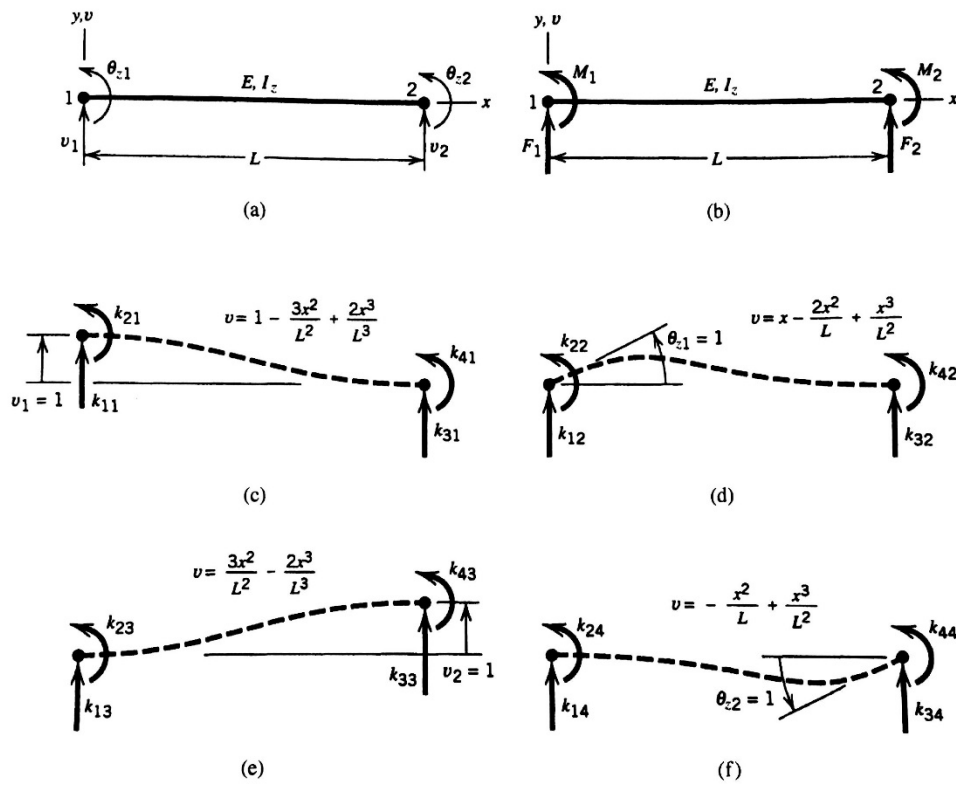 y, v
θz1
E, Iz
θz2
1
2
x
v1
L
v2
(a)
y, v
M1
E, Iz
M2
1
2
x
F1
L
F2
(b)
k21
v = 1 - 3x²/L² + 2x³/L³
k41
v1 = 1
k11
k31
(c)
v = x - 2x²/L + x³/L²
k22
θz1 = 1
k42
k12
k32
(d)
v = 3x²/L² - 2x³/L³
k43
k23
k33
v2 = 1
k13
(e)
v = - x²/L + x³/L²
k24
k44
θz2 = 1
k14
k34
(f)